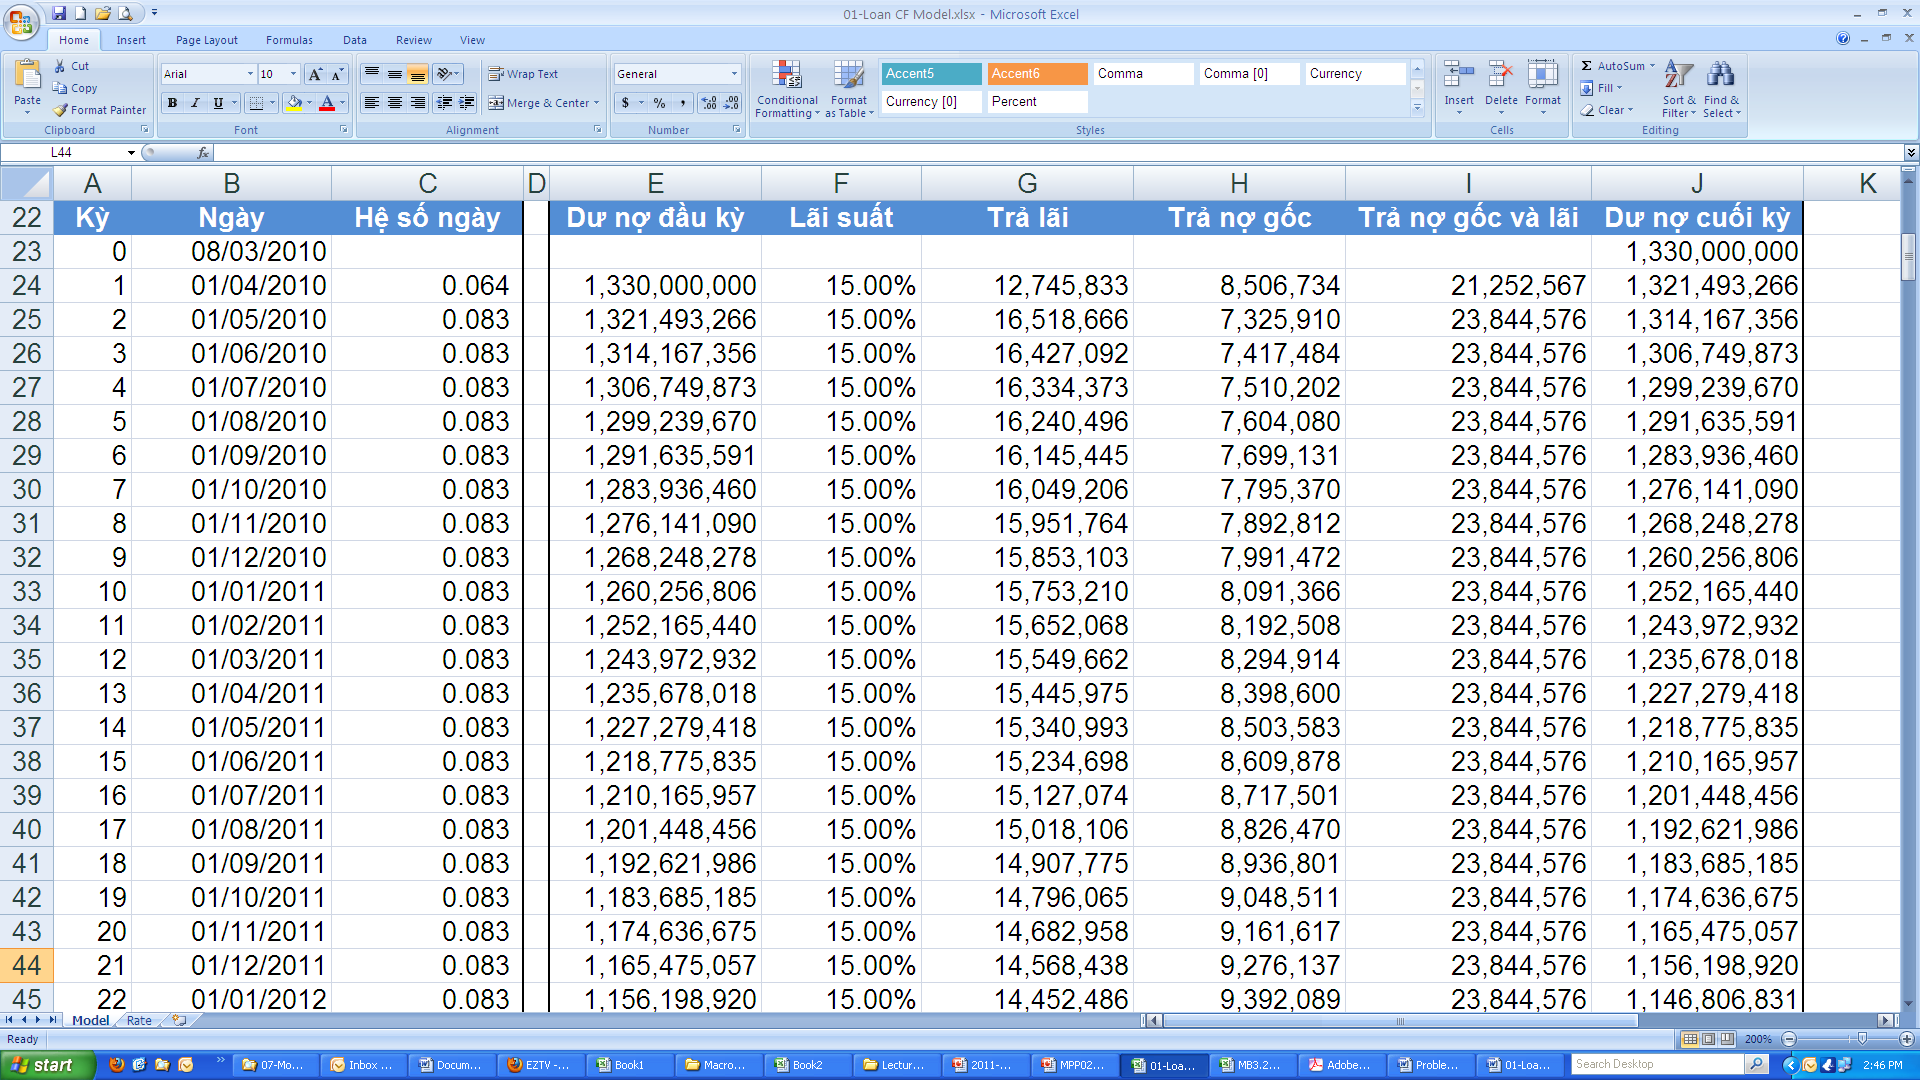 01-Loan CF Model.xlsx - Microsoft Excel
Home Insert Page Layout Formulas Data Review View
Paste Cut Copy Format Painter Clipboard
Arial 10 B I U Font
Wrap Text Merge & Center Alignment
General $ % , Number
Conditional Formatting Format as Table
Accent5 Accent6 Comma Comma [0] Currency
Currency [0] Percent
Styles
Insert Delete Format Cells
AutoSum Fill Clear Sort & Filter Find & Select Editing
L44 fx
A B C D E F G H I J K
22 Kỳ Ngày Hệ số ngày Dư nợ đầu kỳ Lãi suất Trả lãi Trả nợ gốc Trả nợ gốc và lãi Dư nợ cuối kỳ
23 0 08/03/2010 1,330,000,000
24 1 01/04/2010 0.064 1,330,000,000 15.00% 12,745,833 8,506,734 21,252,567 1,321,493,266
25 2 01/05/2010 0.083 1,321,493,266 15.00% 16,518,666 7,325,910 23,844,576 1,314,167,356
26 3 01/06/2010 0.083 1,314,167,356 15.00% 16,427,092 7,417,484 23,844,576 1,306,749,873
27 4 01/07/2010 0.083 1,306,749,873 15.00% 16,334,373 7,510,202 23,844,576 1,299,239,670
28 5 01/08/2010 0.083 1,299,239,670 15.00% 16,240,496 7,604,080 23,844,576 1,291,635,591
29 6 01/09/2010 0.083 1,291,635,591 15.00% 16,145,445 7,699,131 23,844,576 1,283,936,460
30 7 01/10/2010 0.083 1,283,936,460 15.00% 16,049,206 7,795,370 23,844,576 1,276,141,090
31 8 01/11/2010 0.083 1,276,141,090 15.00% 15,951,764 7,892,812 23,844,576 1,268,248,278
32 9 01/12/2010 0.083 1,268,248,278 15.00% 15,853,103 7,991,472 23,844,576 1,260,256,806
33 10 01/01/2011 0.083 1,260,256,806 15.00% 15,753,210 8,091,366 23,844,576 1,252,165,440
34 11 01/02/2011 0.083 1,252,165,440 15.00% 15,652,068 8,192,508 23,844,576 1,243,972,932
35 12 01/03/2011 0.083 1,243,972,932 15.00% 15,549,662 8,294,914 23,844,576 1,235,678,018
36 13 01/04/2011 0.083 1,235,678,018 15.00% 15,445,975 8,398,600 23,844,576 1,227,279,418
37 14 01/05/2011 0.083 1,227,279,418 15.00% 15,340,993 8,503,583 23,844,576 1,218,775,835
38 15 01/06/2011 0.083 1,218,775,835 15.00% 15,234,698 8,609,878 23,844,576 1,210,165,957
39 16 01/07/2011 0.083 1,210,165,957 15.00% 15,127,074 8,717,501 23,844,576 1,201,448,456
40 17 01/08/2011 0.083 1,201,448,456 15.00% 15,018,106 8,826,470 23,844,576 1,192,621,986
41 18 01/09/2011 0.083 1,192,621,986 15.00% 14,907,775 8,936,801 23,844,576 1,183,685,185
42 19 01/10/2011 0.083 1,183,685,185 15.00% 14,796,065 9,048,511 23,844,576 1,174,636,675
43 20 01/11/2011 0.083 1,174,636,675 15.00% 14,682,958 9,161,617 23,844,576 1,165,475,057
44 21 01/12/2011 0.083 1,165,475,057 15.00% 14,568,438 9,276,137 23,844,576 1,156,198,920
45 22 01/01/2012 0.083 1,156,198,920 15.00% 14,452,486 9,392,089 23,844,576 1,146,806,831
Model Rate
Ready 200%
start 07-Mo... Inbox ... Docum... EZTV -... Book1 Macro... Book2 Lectur... 2011-... MPP02... 01-Loa... MB3.2... Adobe... Proble... 01-Loa... Search Desktop 2:46 PM